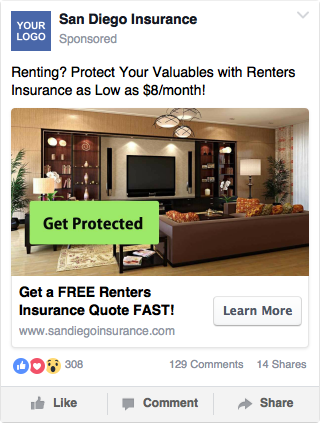 YOUR
LOGO
San Diego Insurance
Sponsored
Renting? Protect Your Valuables with Renters
Insurance as Low as $8/month!
Get Protected
Get a FREE Renters
Insurance Quote FAST!
Learn More
www.sandiegoinsurance.com
308
129 Comments
14 Shares
Like
Comment
Share